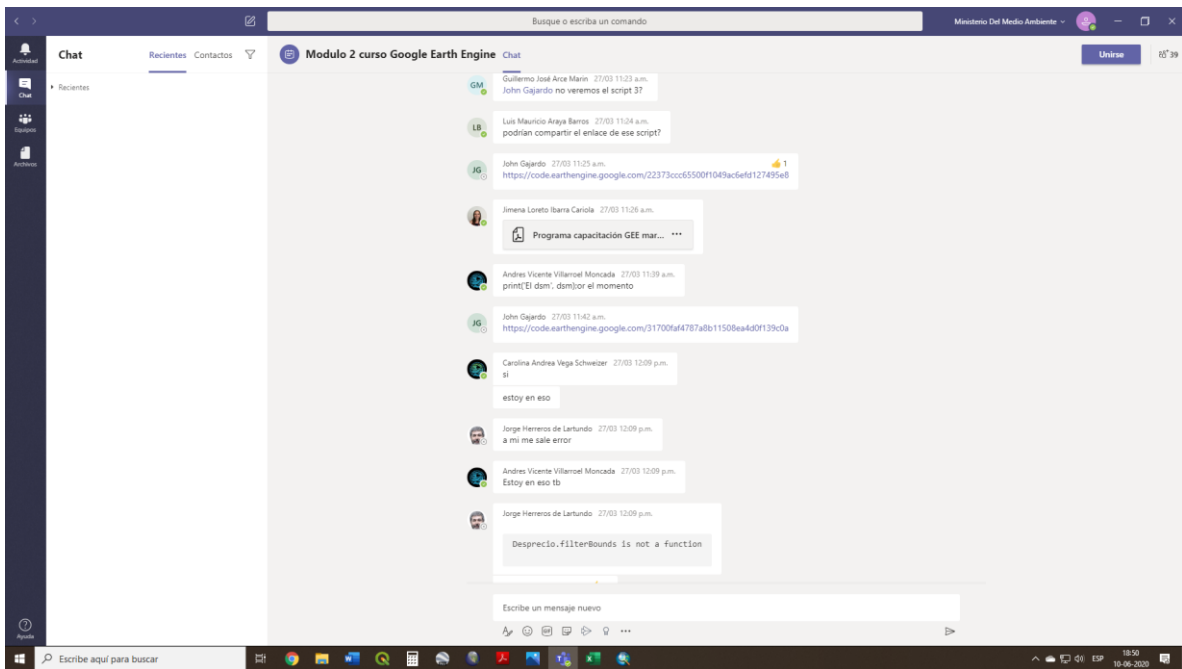 Busque o escriba un comando
Ministerio Del Medio Ambiente
Actividad
Chat
Equipos
Archivos
Ayuda
Chat
Recientes Contactos
Recientes
Modulo 2 curso Google Earth Engine Chat
Unirse
39
GM
Guillermo José Arce Marin 27/03 11:23 a.m.
John Gajardo no veremos el script 3?
LB
Luis Mauricio Araya Barros 27/03 11:24 a.m.
podrían compartir el enlace de ese script?
JG
John Gajardo 27/03 11:25 a.m.
1
https://code.earthengine.google.com/22373ccc65500f1049ac6efd127495e8
Jimena Loreto Ibarra Cariola 27/03 11:26 a.m.
Programa capacitación GEE mar...
Andres Vicente Villarroel Moncada 27/03 11:39 a.m.
print('El dsm', dsm);or el momento
JG
John Gajardo 27/03 11:42 a.m.
https://code.earthengine.google.com/31700faf4787a8b11508ea4d0f139c0a
Carolina Andrea Vega Schweizer 27/03 12:09 p.m.
si
estoy en eso
Jorge Herreros de Lartundo 27/03 12:09 p.m.
a mi me sale error
Andres Vicente Villarroel Moncada 27/03 12:09 p.m.
Estoy en eso tb
Jorge Herreros de Lartundo 27/03 12:09 p.m.
Desprecio.filterBounds is not a function
Escribe un mensaje nuevo
GIF
Escribe aquí para buscar
ESP
18:50
10-06-2020